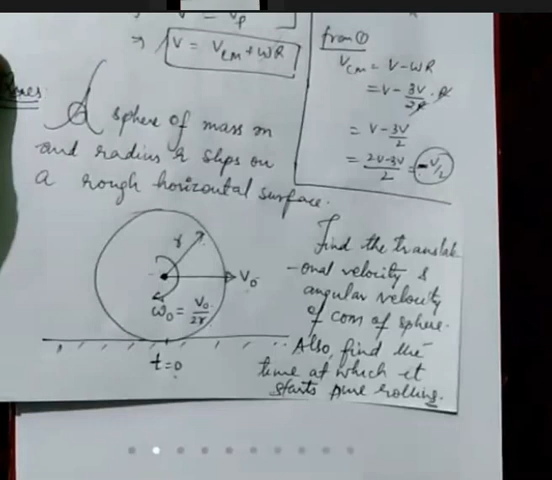 ⇒ V = V_CM + ωR
from ①
V_CM = V - ωR
= V - 3V/2R · R
= V - 3V/2
= 2V-3V/2 = -V/2
A sphere of mass m
and radius r slips on
a rough horizontal surface.
r
V₀
ω₀ = V₀/2r
t=0
Find the translat
-onal velocity &
angular velocity
of com of sphere.
Also, find the
time at which it
starts pure rolling.